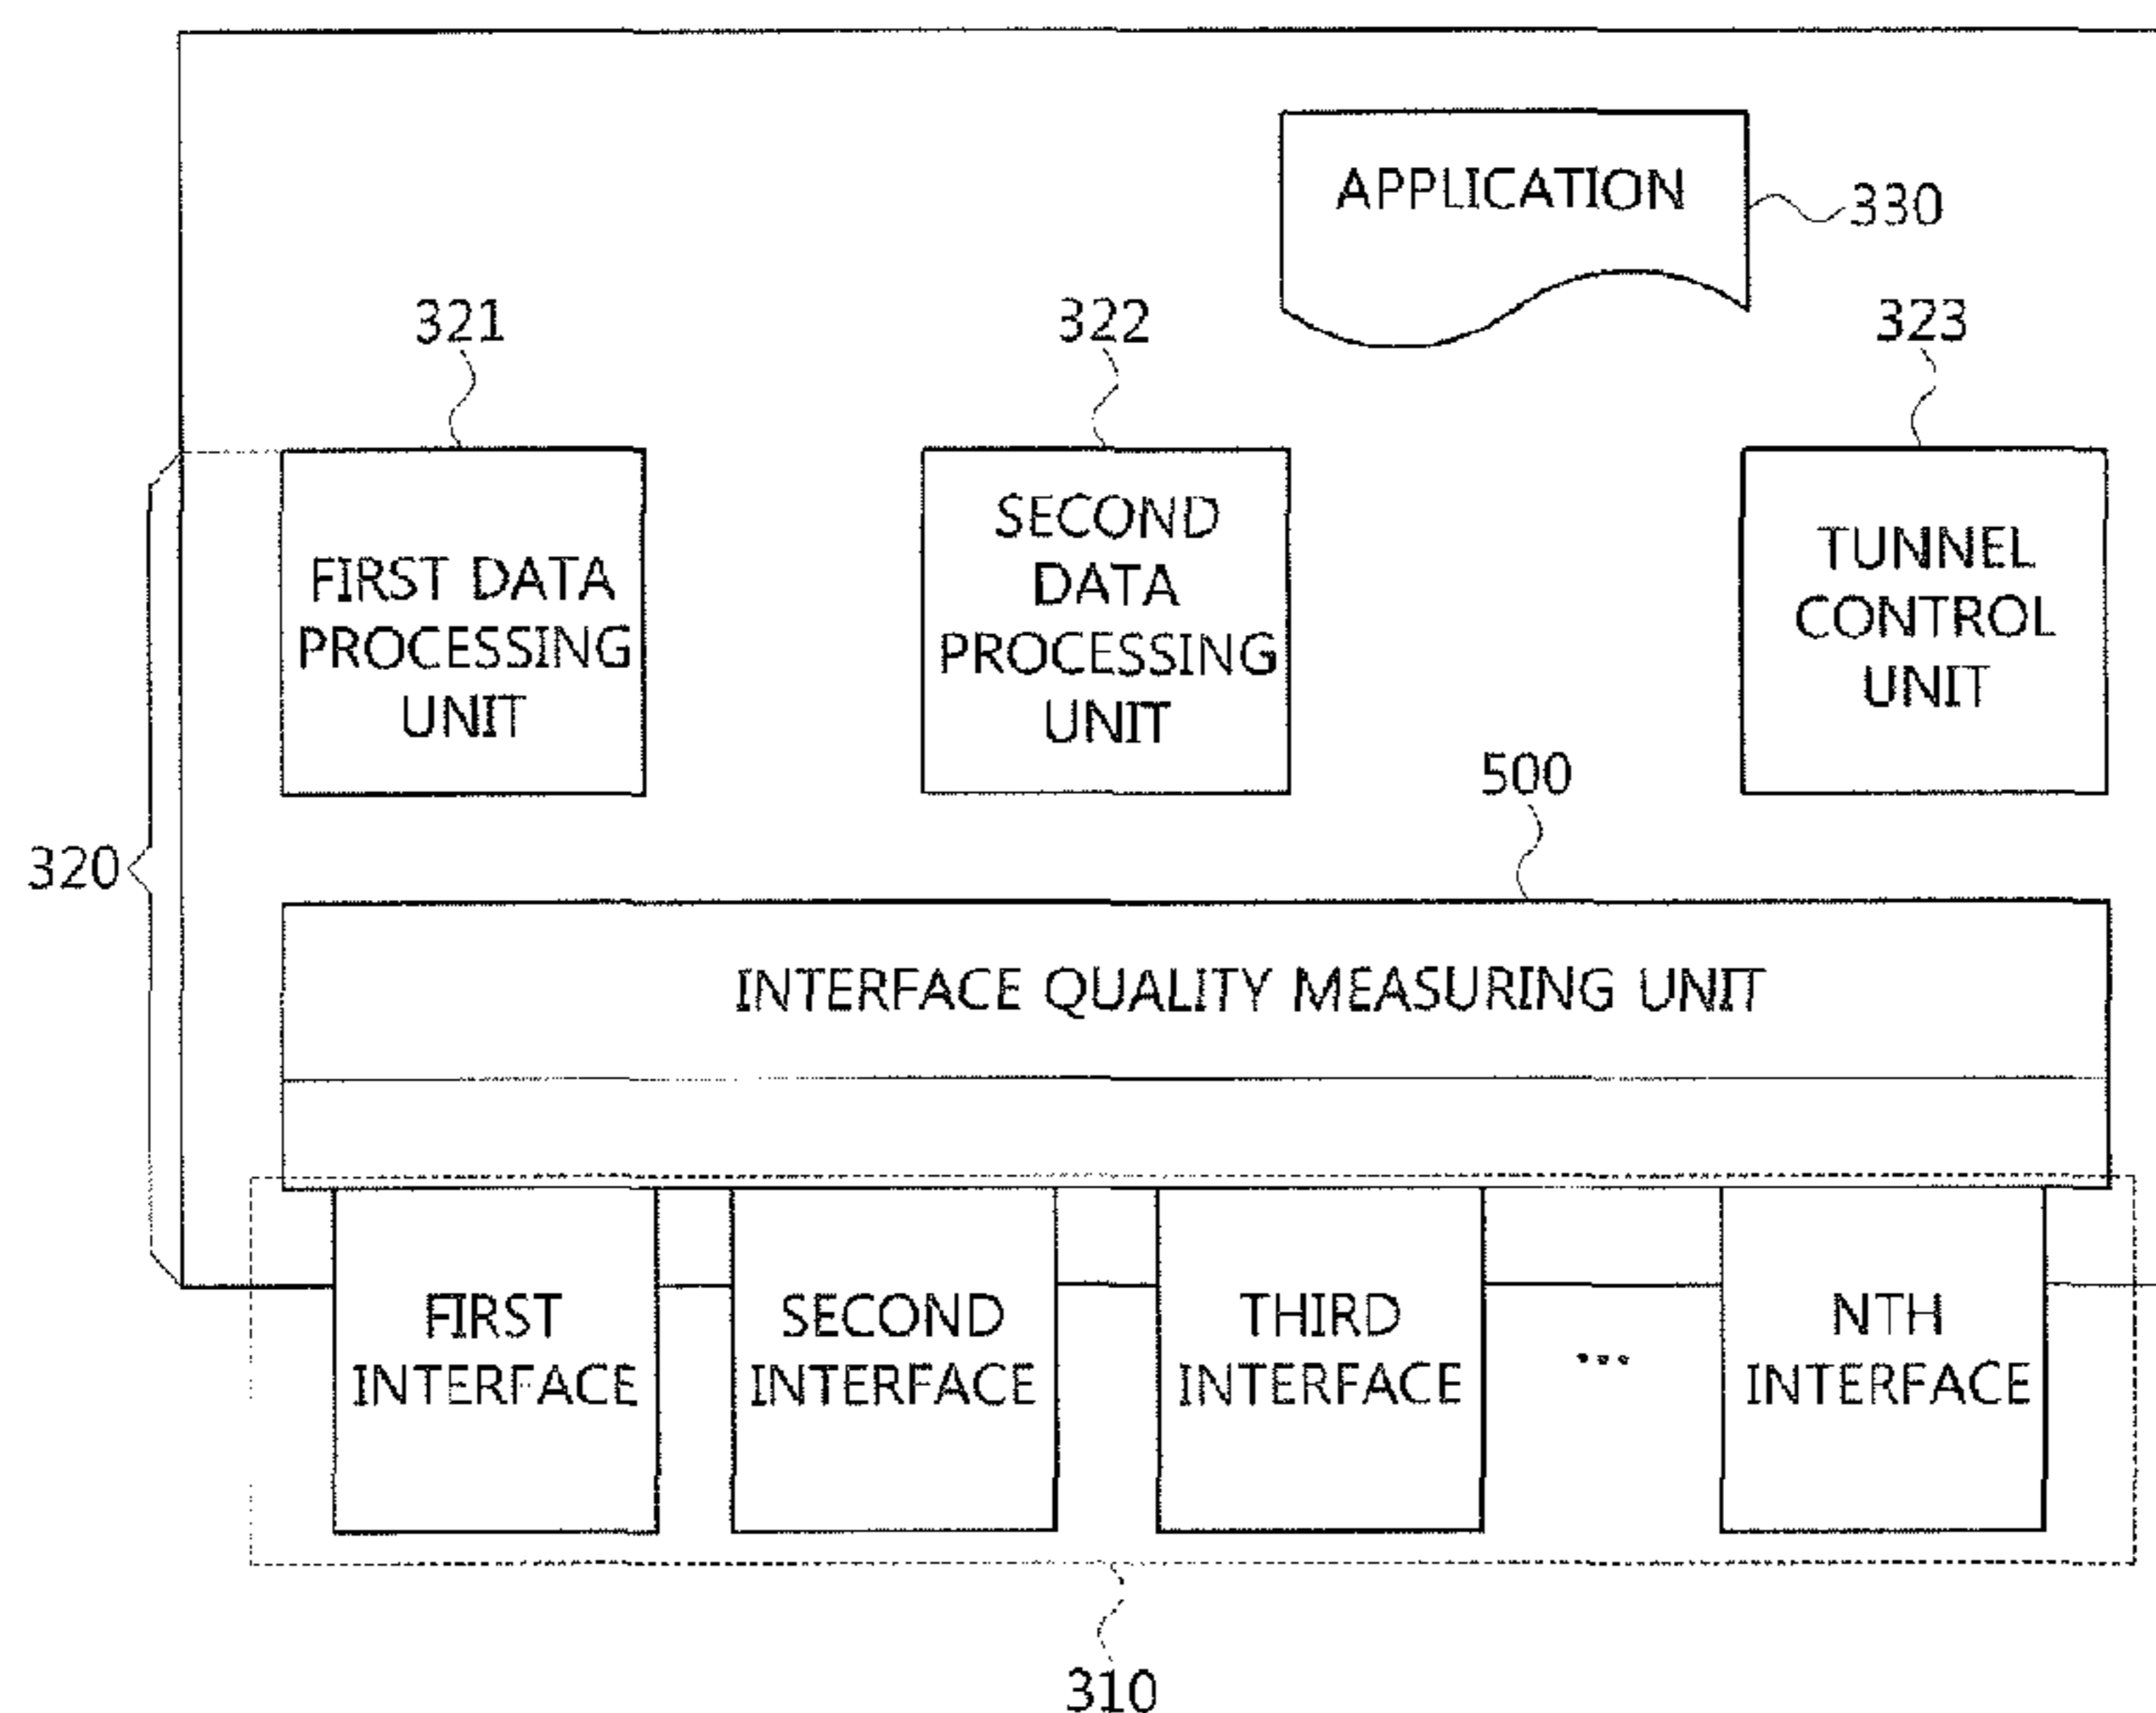 APPLICATION
330
321
322
323
FIRST DATA
PROCESSING
UNIT
SECOND
DATA
PROCESSING
UNIT
TUNNEL
CONTROL
UNIT
500
320
INTERFACE QUALITY MEASURING UNIT
FIRST
INTERFACE
SECOND
INTERFACE
THIRD
INTERFACE
...
NTH
INTERFACE
310